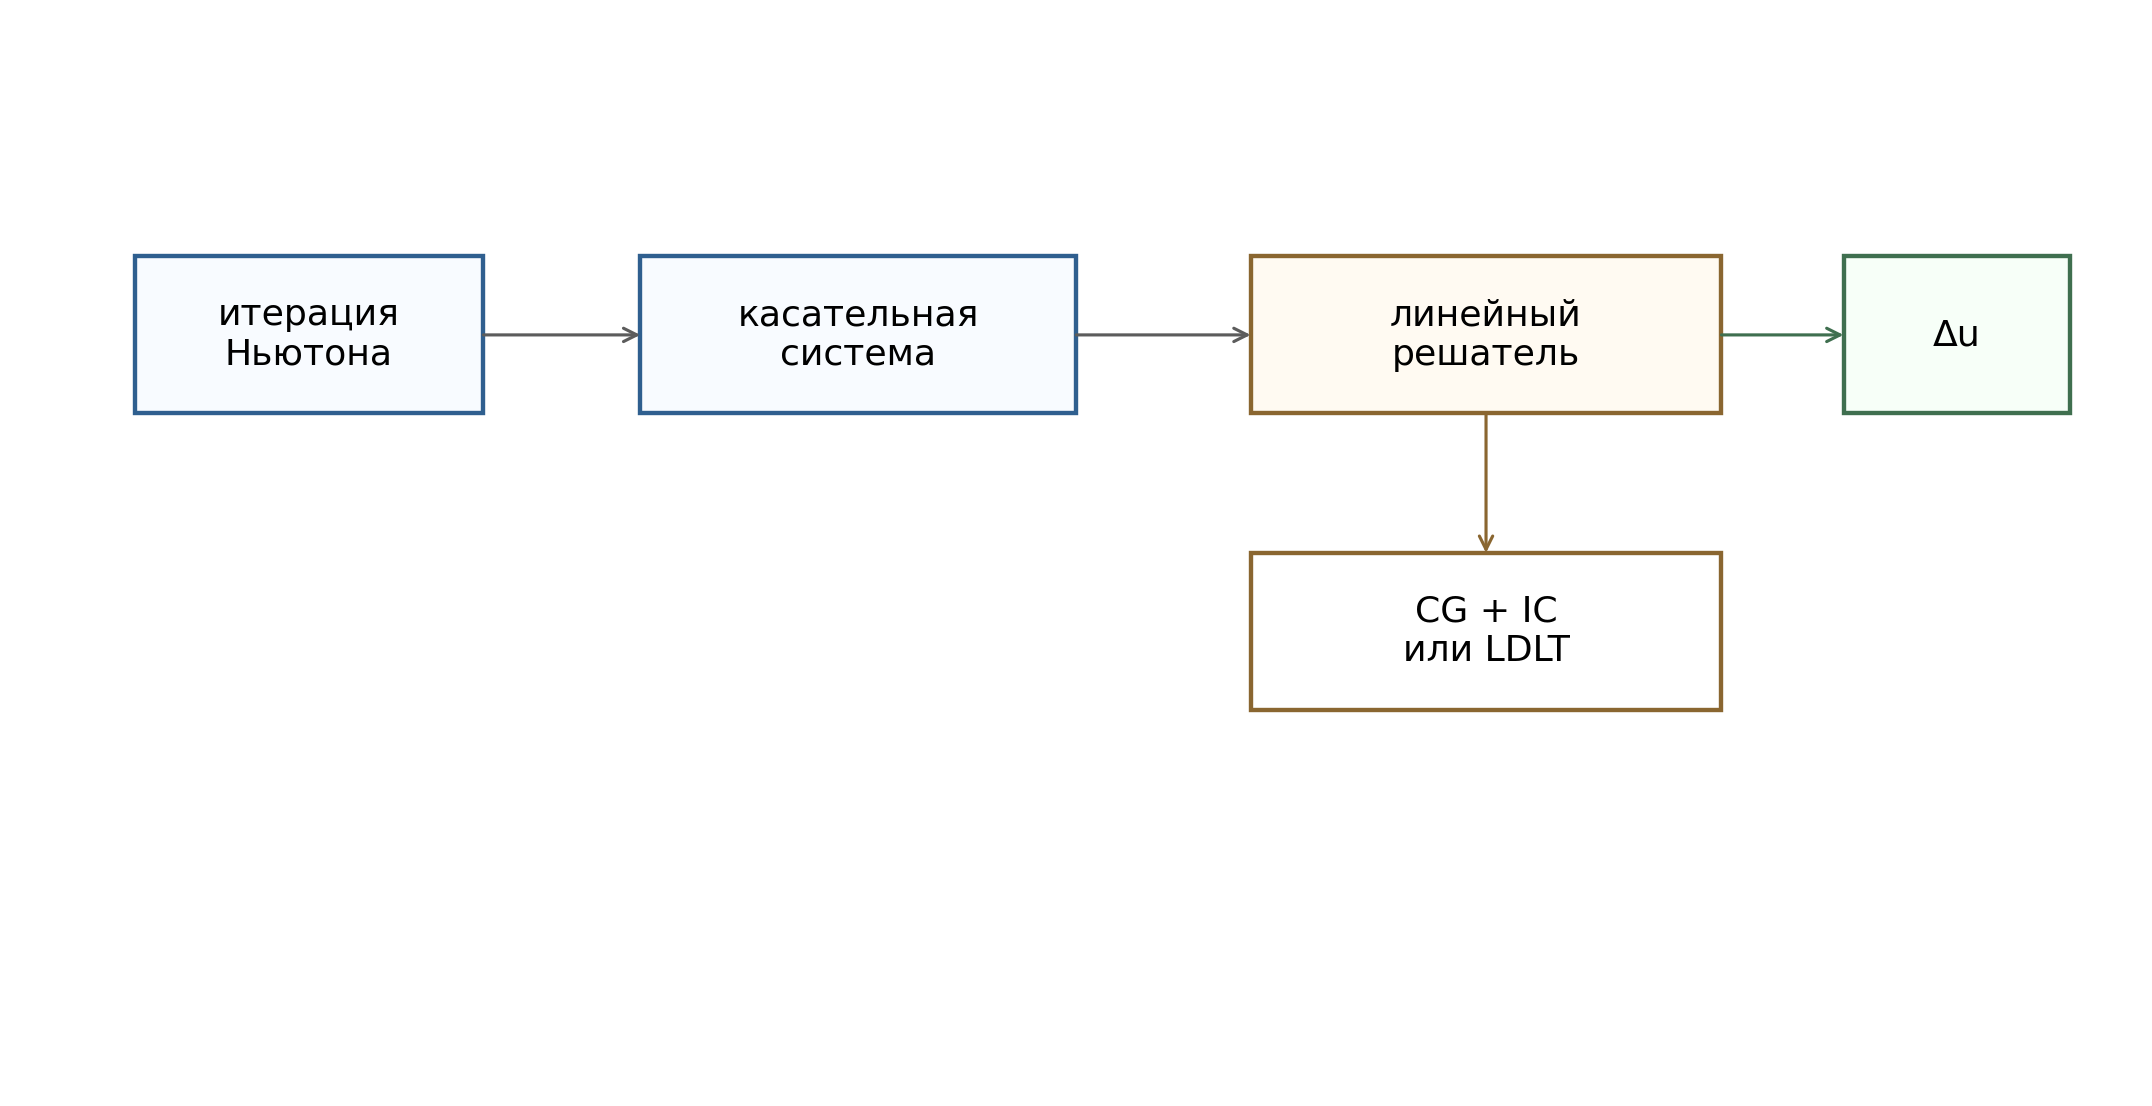 итерация
Ньютона
касательная
система
линейный
решатель
Δu
CG + IC
или LDLT